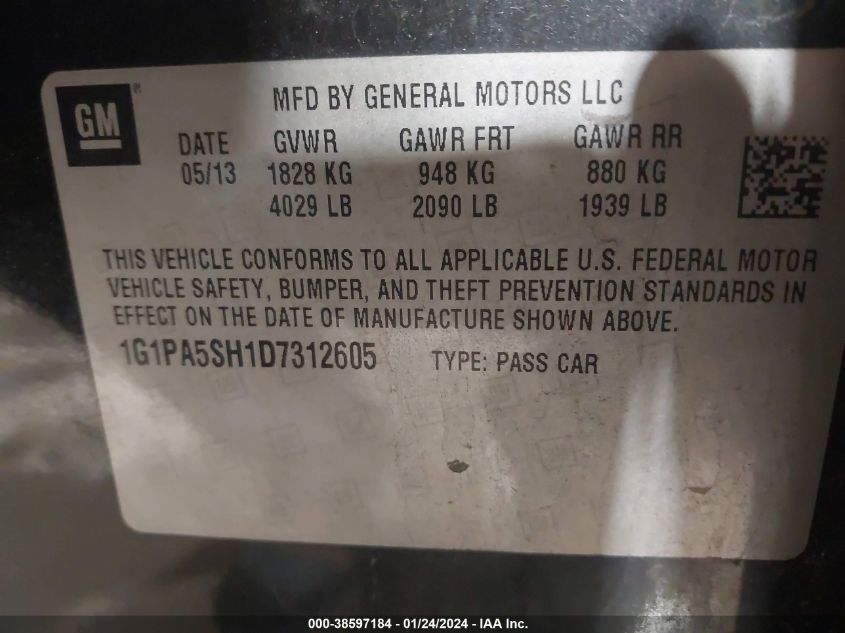 GM
MFD BY GENERAL MOTORS LLC
DATE GVWR GAWR FRT GAWR RR
05/13 1828 KG 948 KG 880 KG
4029 LB 2090 LB 1939 LB
THIS VEHICLE CONFORMS TO ALL APPLICABLE U.S. FEDERAL MOTOR
VEHICLE SAFETY, BUMPER, AND THEFT PREVENTION STANDARDS IN
EFFECT ON THE DATE OF MANUFACTURE SHOWN ABOVE.
1G1PA5SH1D7312605 TYPE: PASS CAR
000-38597184 - 01/24/2024 - IAA Inc.